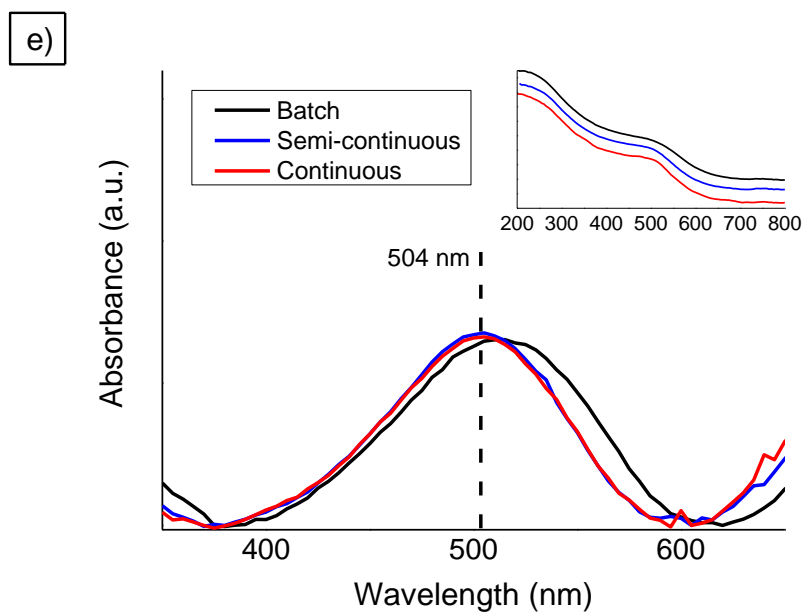 e)
Batch
Semi-continuous
Continuous
200 300 400 500 600 700 800
504 nm
Absorbance (a.u.)
400 500 600
Wavelength (nm)